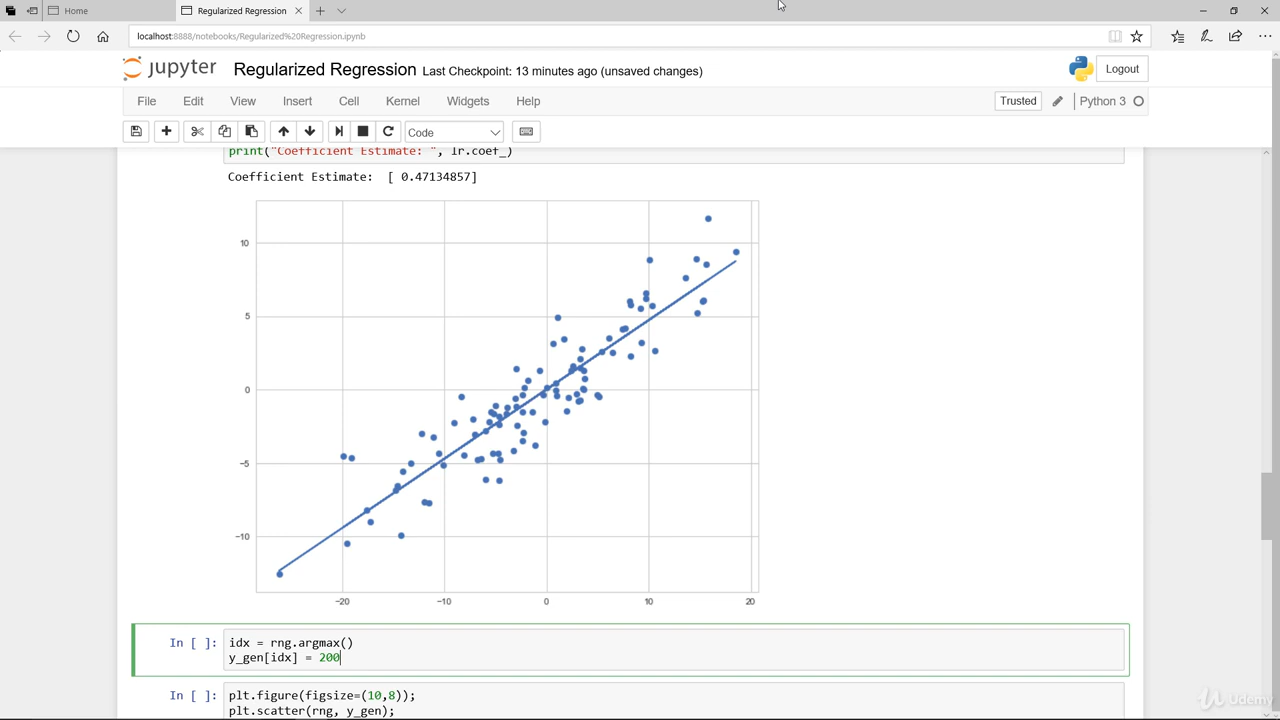 Home
Regularized Regression
localhost:8888/notebooks/Regularized%20Regression.ipynb
jupyter Regularized Regression Last Checkpoint: 13 minutes ago (unsaved changes)
Logout
File Edit View Insert Cell Kernel Widgets Help
Trusted
Python 3
Code
print("Coefficient Estimate: ", lr.coef_)
Coefficient Estimate:  [ 0.47134857]
10
5
0
−5
−10
−20 −10 0 10 20
In [ ]: idx = rng.argmax()
y_gen[idx] = 200
In [ ]: plt.figure(figsize=(10,8));
plt.scatter(rng, y_gen);
Udemy